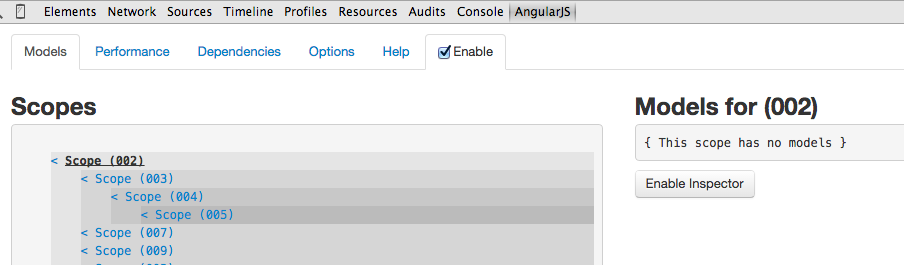 Elements Network Sources Timeline Profiles Resources Audits Console AngularJS
Models Performance Dependencies Options Help Enable
Scopes
< Scope (002)
< Scope (003)
< Scope (004)
< Scope (005)
< Scope (007)
< Scope (009)
Models for (002)
{ This scope has no models }
Enable Inspector